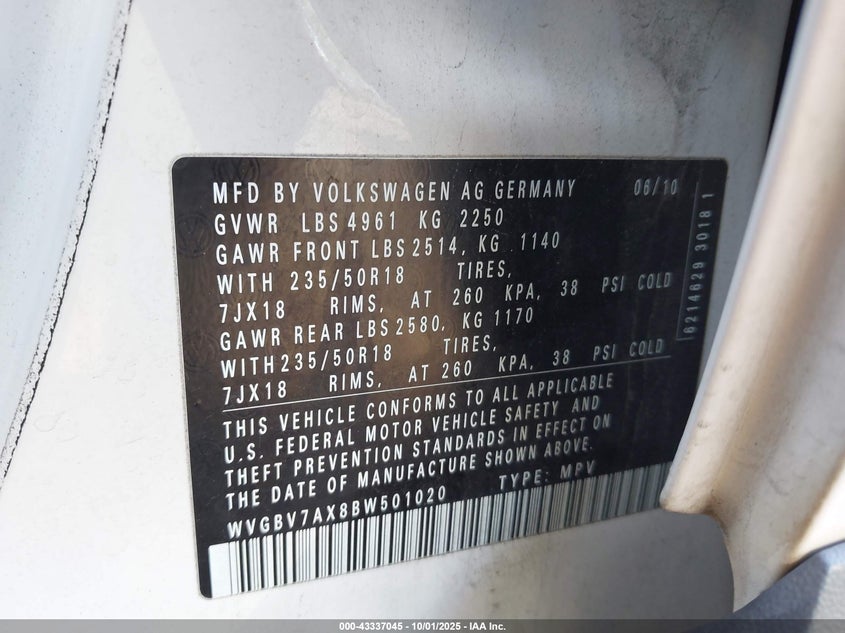 MFD BY VOLKSWAGEN AG GERMANY 06/10
GVWR LBS 4961 KG 2250
GAWR FRONT LBS 2514, KG 1140
WITH 235/50R18 TIRES,
7JX18 RIMS, AT 260 KPA, 38 PSI COLD
GAWR REAR LBS 2580, KG 1170
WITH 235/50R18 TIRES,
7JX18 RIMS, AT 260 KPA, 38 PSI COLD
THIS VEHICLE CONFORMS TO ALL APPLICABLE
U.S. FEDERAL MOTOR VEHICLE SAFETY AND
THEFT PREVENTION STANDARDS IN EFFECT ON
THE DATE OF MANUFACTURE SHOWN ABOVE.
WVGBV7AX8BW501020 TYPE: MPV
6214629 3018 1
000-43337045 - 10/01/2025 - IAA Inc.